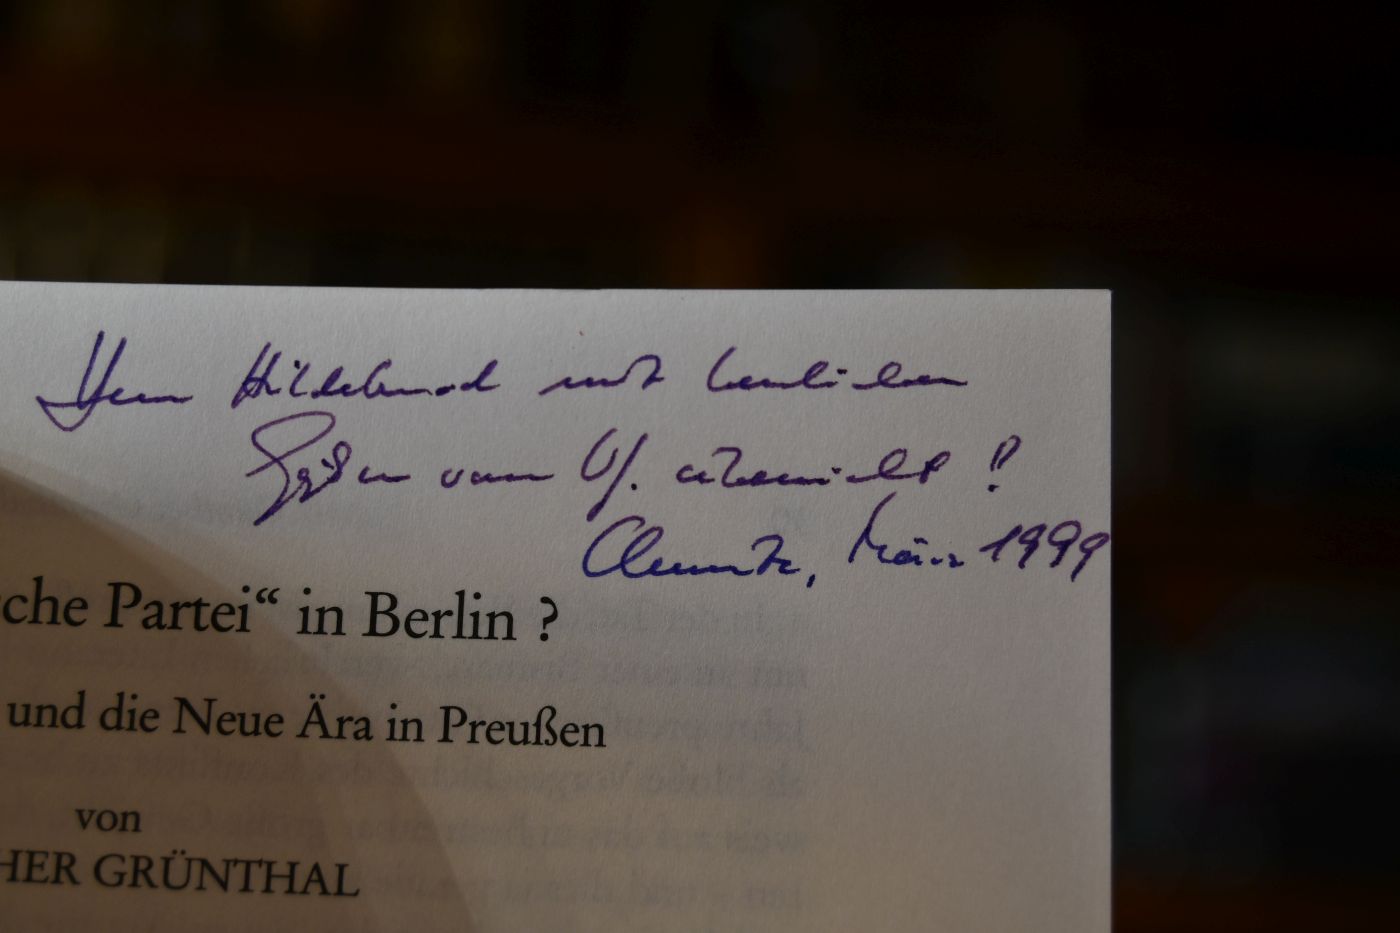 Herrn Hildebrand mit herzlichen
Grüßen vom Vf. überreicht!
Chemnitz, März 1999
sche Partei“ in Berlin ?
und die Neue Ära in Preußen
von
HER GRÜNTHAL